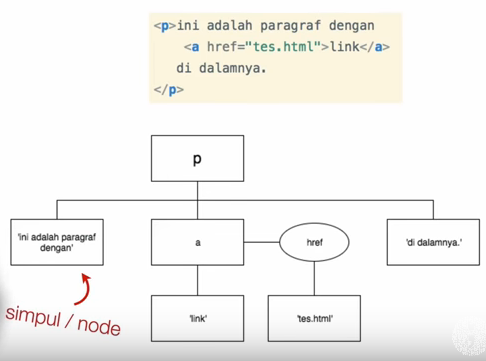 <p>ini adalah paragraf dengan
<a href="tes.html">link</a>
di dalamnya.
</p>
p
'ini adalah paragraf
dengan'
a
href
'di dalamnya.'
simpul / node
'link'
'tes.html'